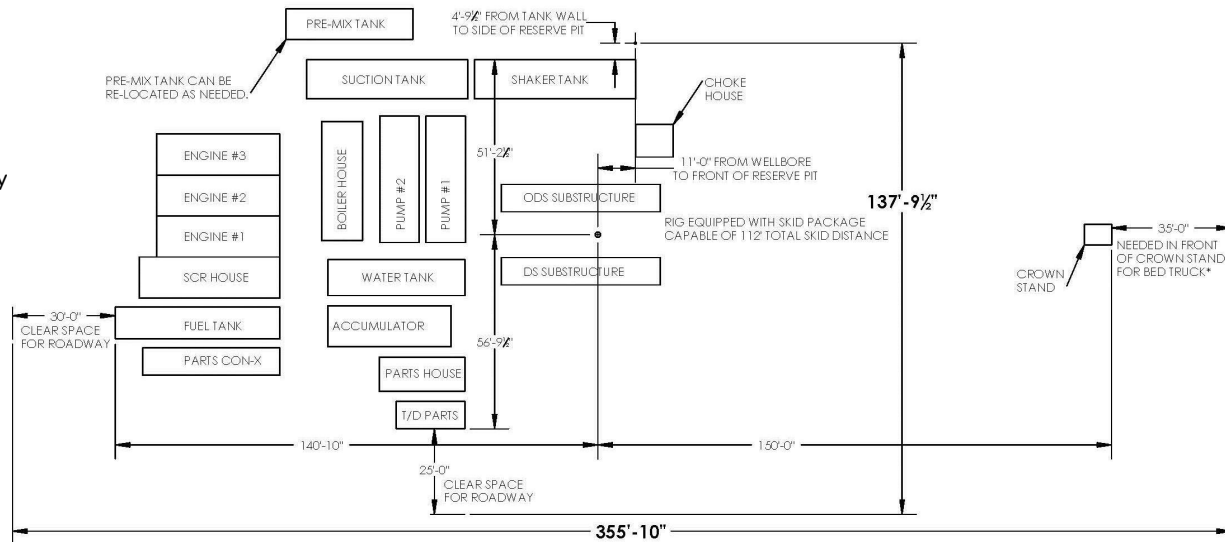 PRE-MIX TANK
4'-9½" FROM TANK WALL
TO SIDE OF RESERVE PIT
PRE-MIX TANK CAN BE
RE-LOCATED AS NEEDED.
SUCTION TANK
SHAKER TANK
CHOKE
HOUSE
ENGINE #3
ENGINE #2
ENGINE #1
SCR HOUSE
BOILER HOUSE
PUMP #2
PUMP #1
51'-2½"
11'-0" FROM WELLBORE
TO FRONT OF RESERVE PIT
y
ODS SUBSTRUCTURE
137'-9½"
RIG EQUIPPED WITH SKID PACKAGE
CAPABLE OF 112' TOTAL SKID DISTANCE
35'-0"
NEEDED IN FRONT
OF CROWN STAND
FOR BED TRUCK*
CROWN
STAND
WATER TANK
DS SUBSTRUCTURE
30'-0"
CLEAR SPACE
FOR ROADWAY
FUEL TANK
ACCUMULATOR
56'-9½"
PARTS CON-X
PARTS HOUSE
T/D PARTS
140'-10"
150'-0"
25'-0"
CLEAR SPACE
FOR ROADWAY
355'-10"